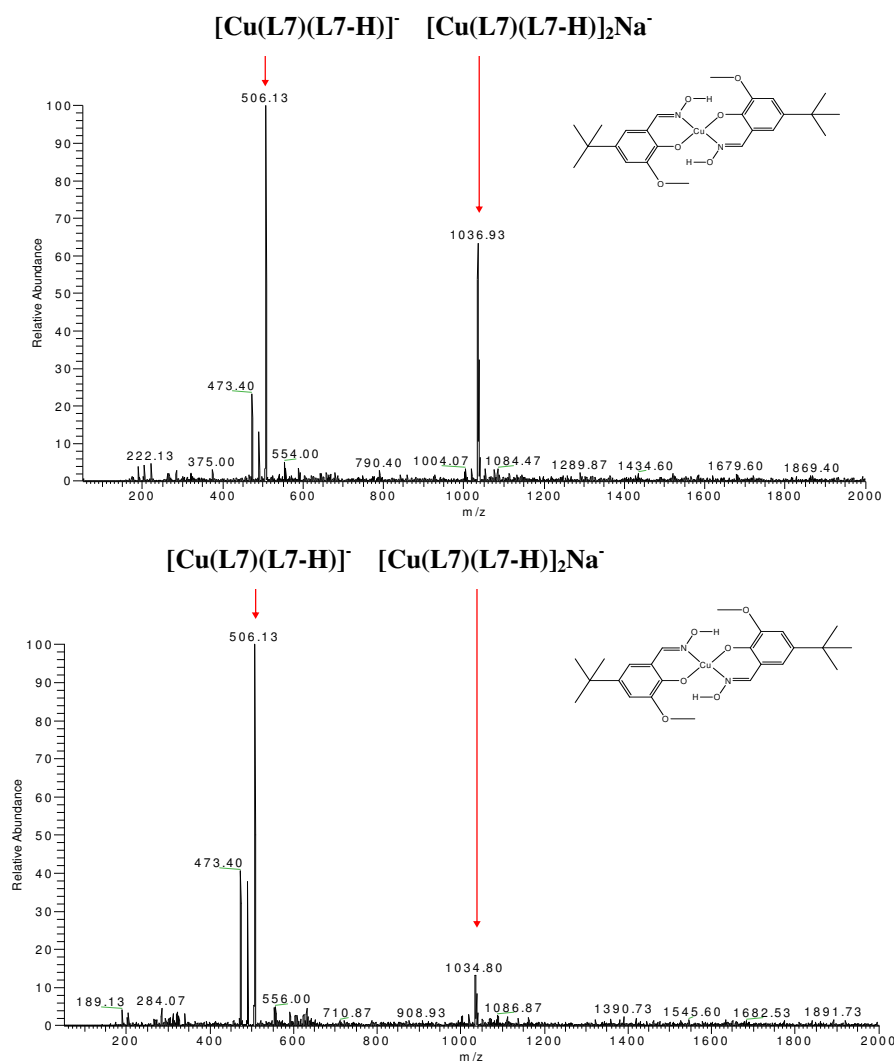 [Cu(L7)(L7-H)]⁻ [Cu(L7)(L7-H)]₂Na⁻
506.13
1036.93
473.40
222.13
375.00
554.00
790.40
1004.07
1084.47
1289.87
1434.60
1679.60
1869.40
100
90
80
70
60
50
40
30
20
10
0
Relative Abundance
200 400 600 800 1000 1200 1400 1600 1800 2000
m/z
O
O H
N
O
Cu
O
N
H O
O
[Cu(L7)(L7-H)]⁻ [Cu(L7)(L7-H)]₂Na⁻
506.13
473.40
1034.80
189.13
284.07
556.00
710.87
908.93
1086.87
1390.73
1545.60
1682.53
1891.73
100
90
80
70
60
50
40
30
20
10
0
Relative Abundance
200 400 600 800 1000 1200 1400 1600 1800 2000
m/z
O
O H
N
O
Cu
O
N
H O
O